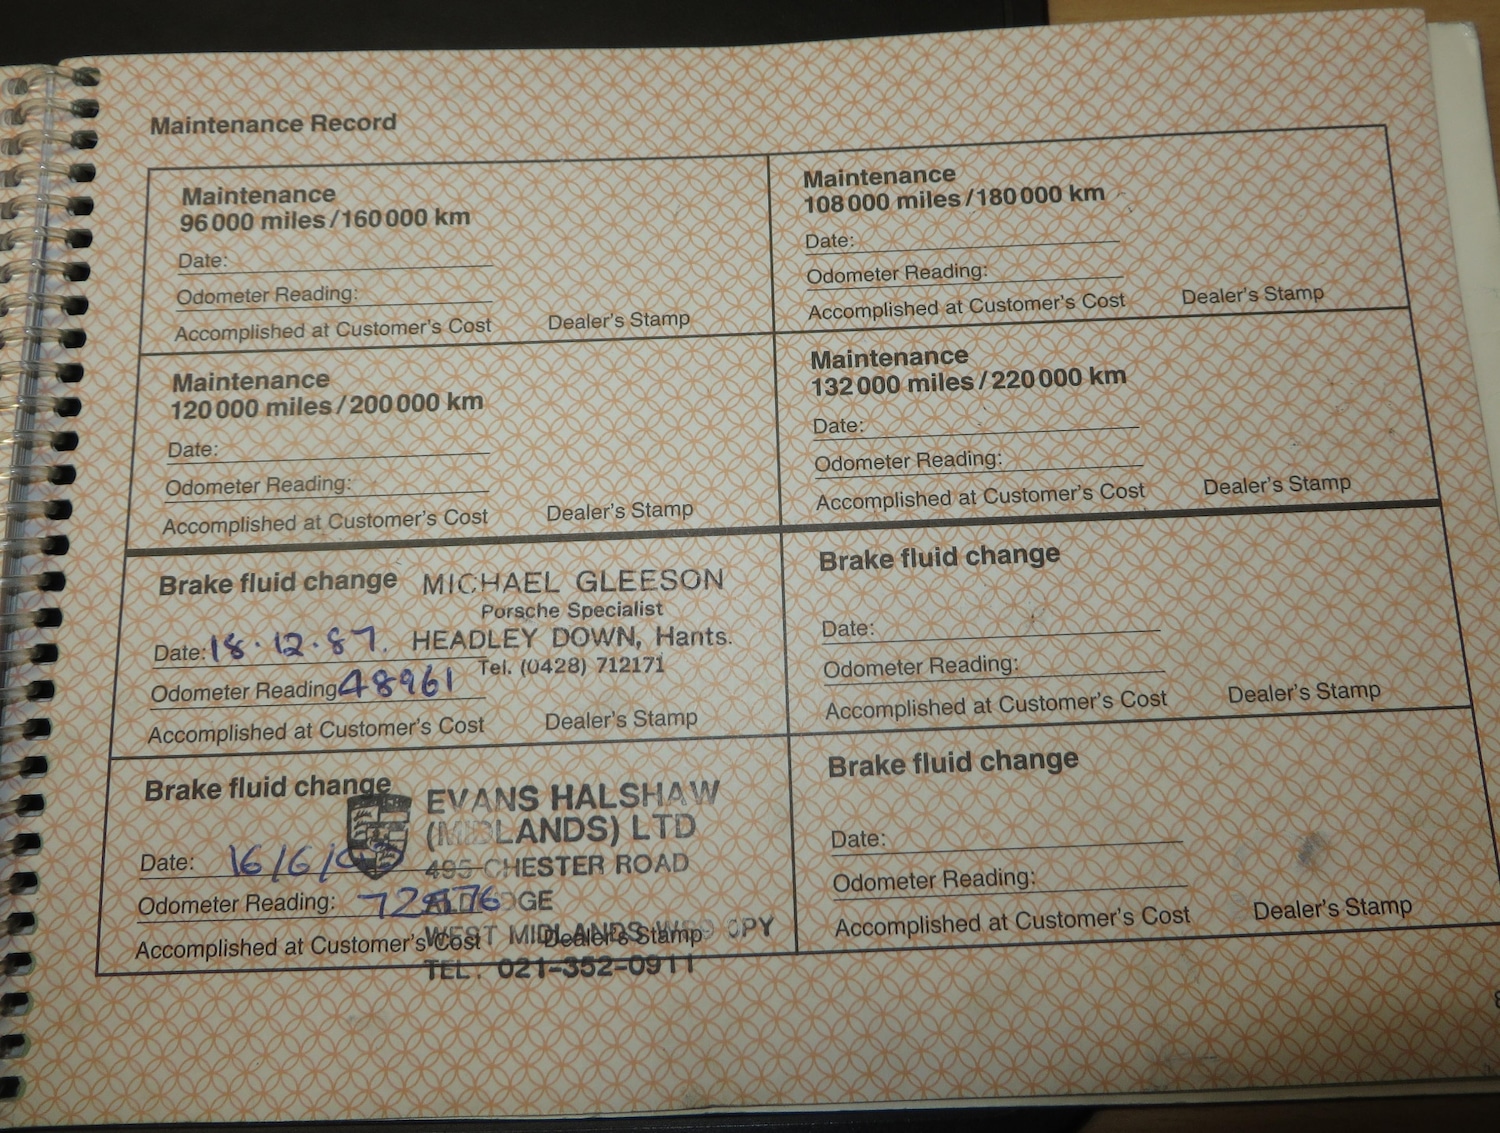 Maintenance Record
Maintenance
96 000 miles / 160 000 km
Date:
Odometer Reading:
Accomplished at Customer's Cost
Dealer's Stamp
Maintenance
108 000 miles / 180 000 km
Date:
Odometer Reading:
Accomplished at Customer's Cost
Dealer's Stamp
Maintenance
120 000 miles / 200 000 km
Date:
Odometer Reading:
Accomplished at Customer's Cost
Dealer's Stamp
Maintenance
132 000 miles / 220 000 km
Date:
Odometer Reading:
Accomplished at Customer's Cost
Dealer's Stamp
Brake fluid change
MICHAEL GLEESON
Porsche Specialist
HEADLEY DOWN, Hants.
Tel. (0428) 712171
Date: 18.12.87.
Odometer Reading 48961
Accomplished at Customer's Cost
Dealer's Stamp
Brake fluid change
Date:
Odometer Reading:
Accomplished at Customer's Cost
Dealer's Stamp
Brake fluid change
EVANS HALSHAW
(MIDLANDS) LTD
495 CHESTER ROAD
WEST MIDLANDS
TEL. 021-352-0911
Date: 16/6/
Odometer Reading:
Accomplished at Customer's Cost
Dealer's Stamp
Brake fluid change
Date:
Odometer Reading:
Accomplished at Customer's Cost
Dealer's Stamp